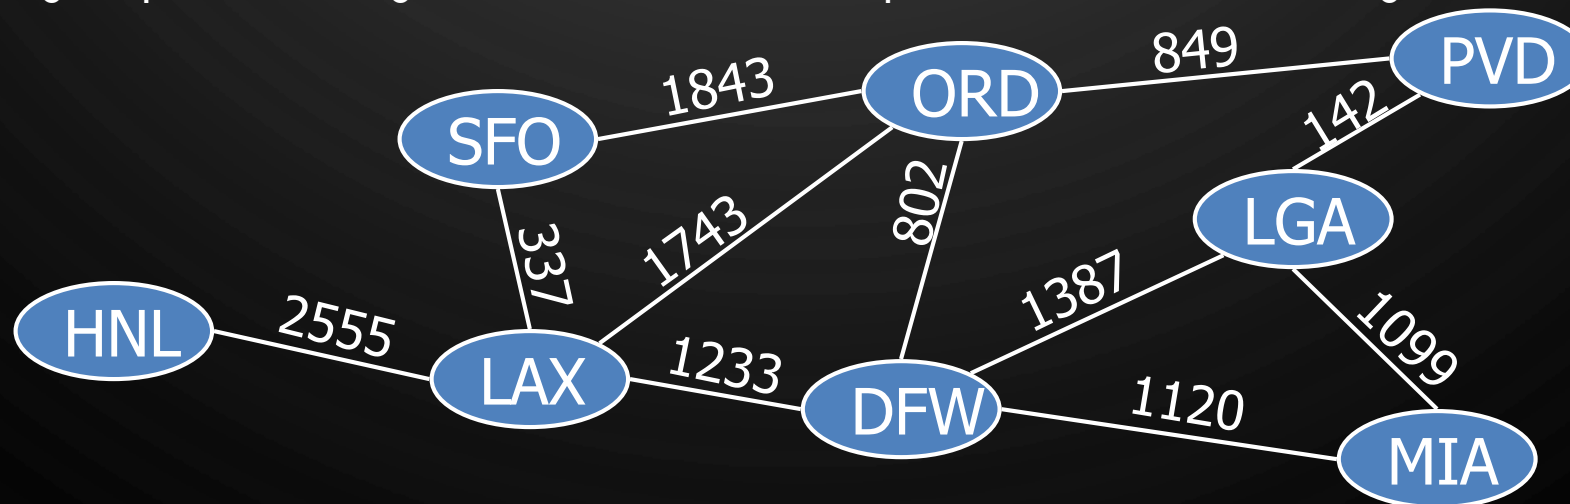 849
PVD
1843
ORD
142
SFO
802
LGA
1743
337
1387
HNL
2555
1099
LAX
1233
DFW
1120
MIA